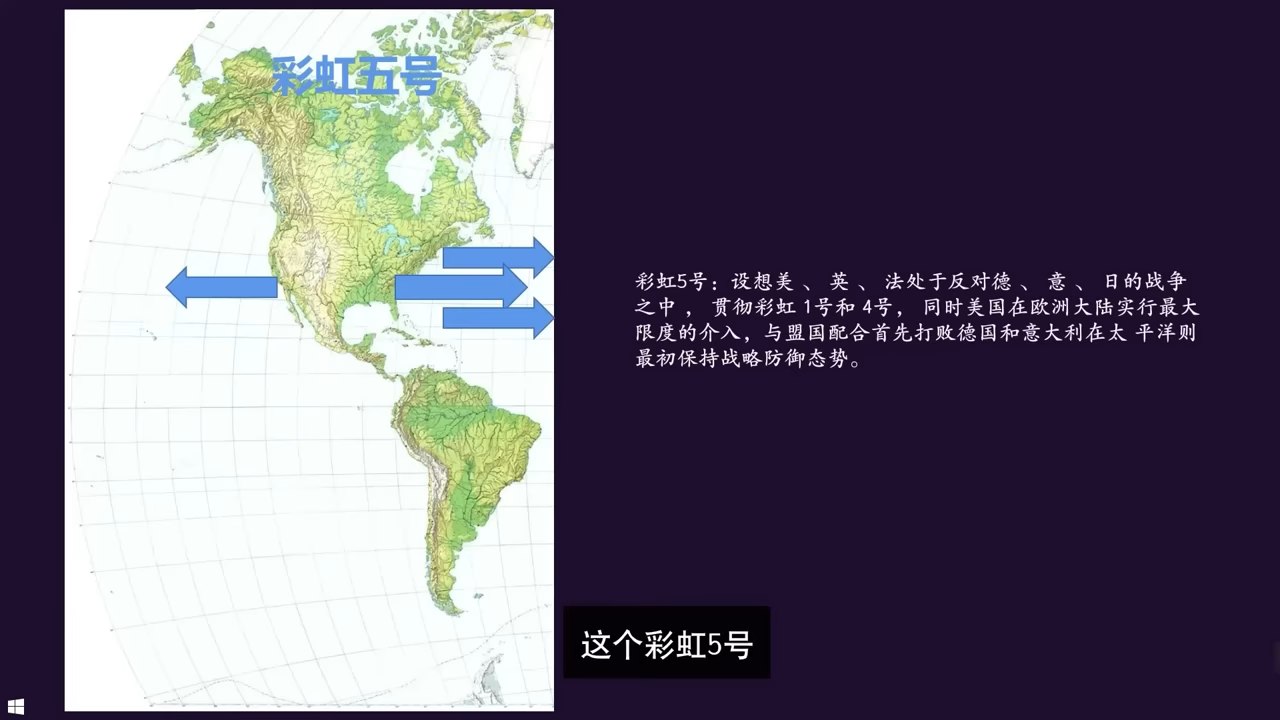 彩虹五号
彩虹5号：设想美 、 英 、 法处于反对德 、 意 、 日的战争
之中 ， 贯彻彩虹 1号和 4号， 同时美国在欧洲大陆实行最大
限度的介入，与盟国配合首先打败德国和意大利在太 平洋则
最初保持战略防御态势。
这个彩虹5号